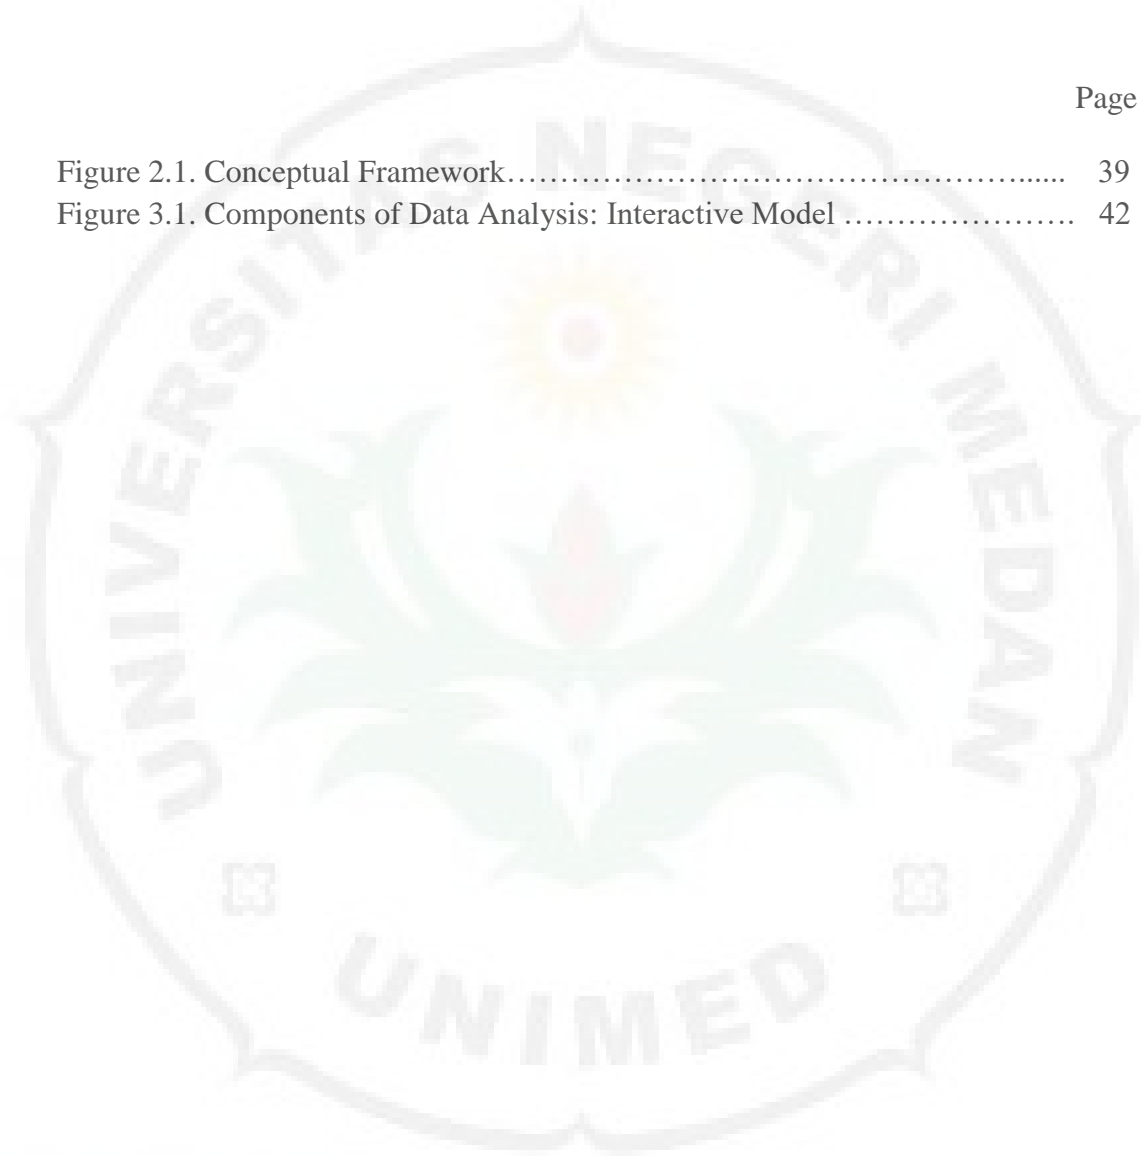 Page
Figure 2.1. Conceptual Framework…………………………………………...... 39
Figure 3.1. Components of Data Analysis: Interactive Model …………………. 42
UNIVERSITAS NEGERI MEDAN
UNIMED